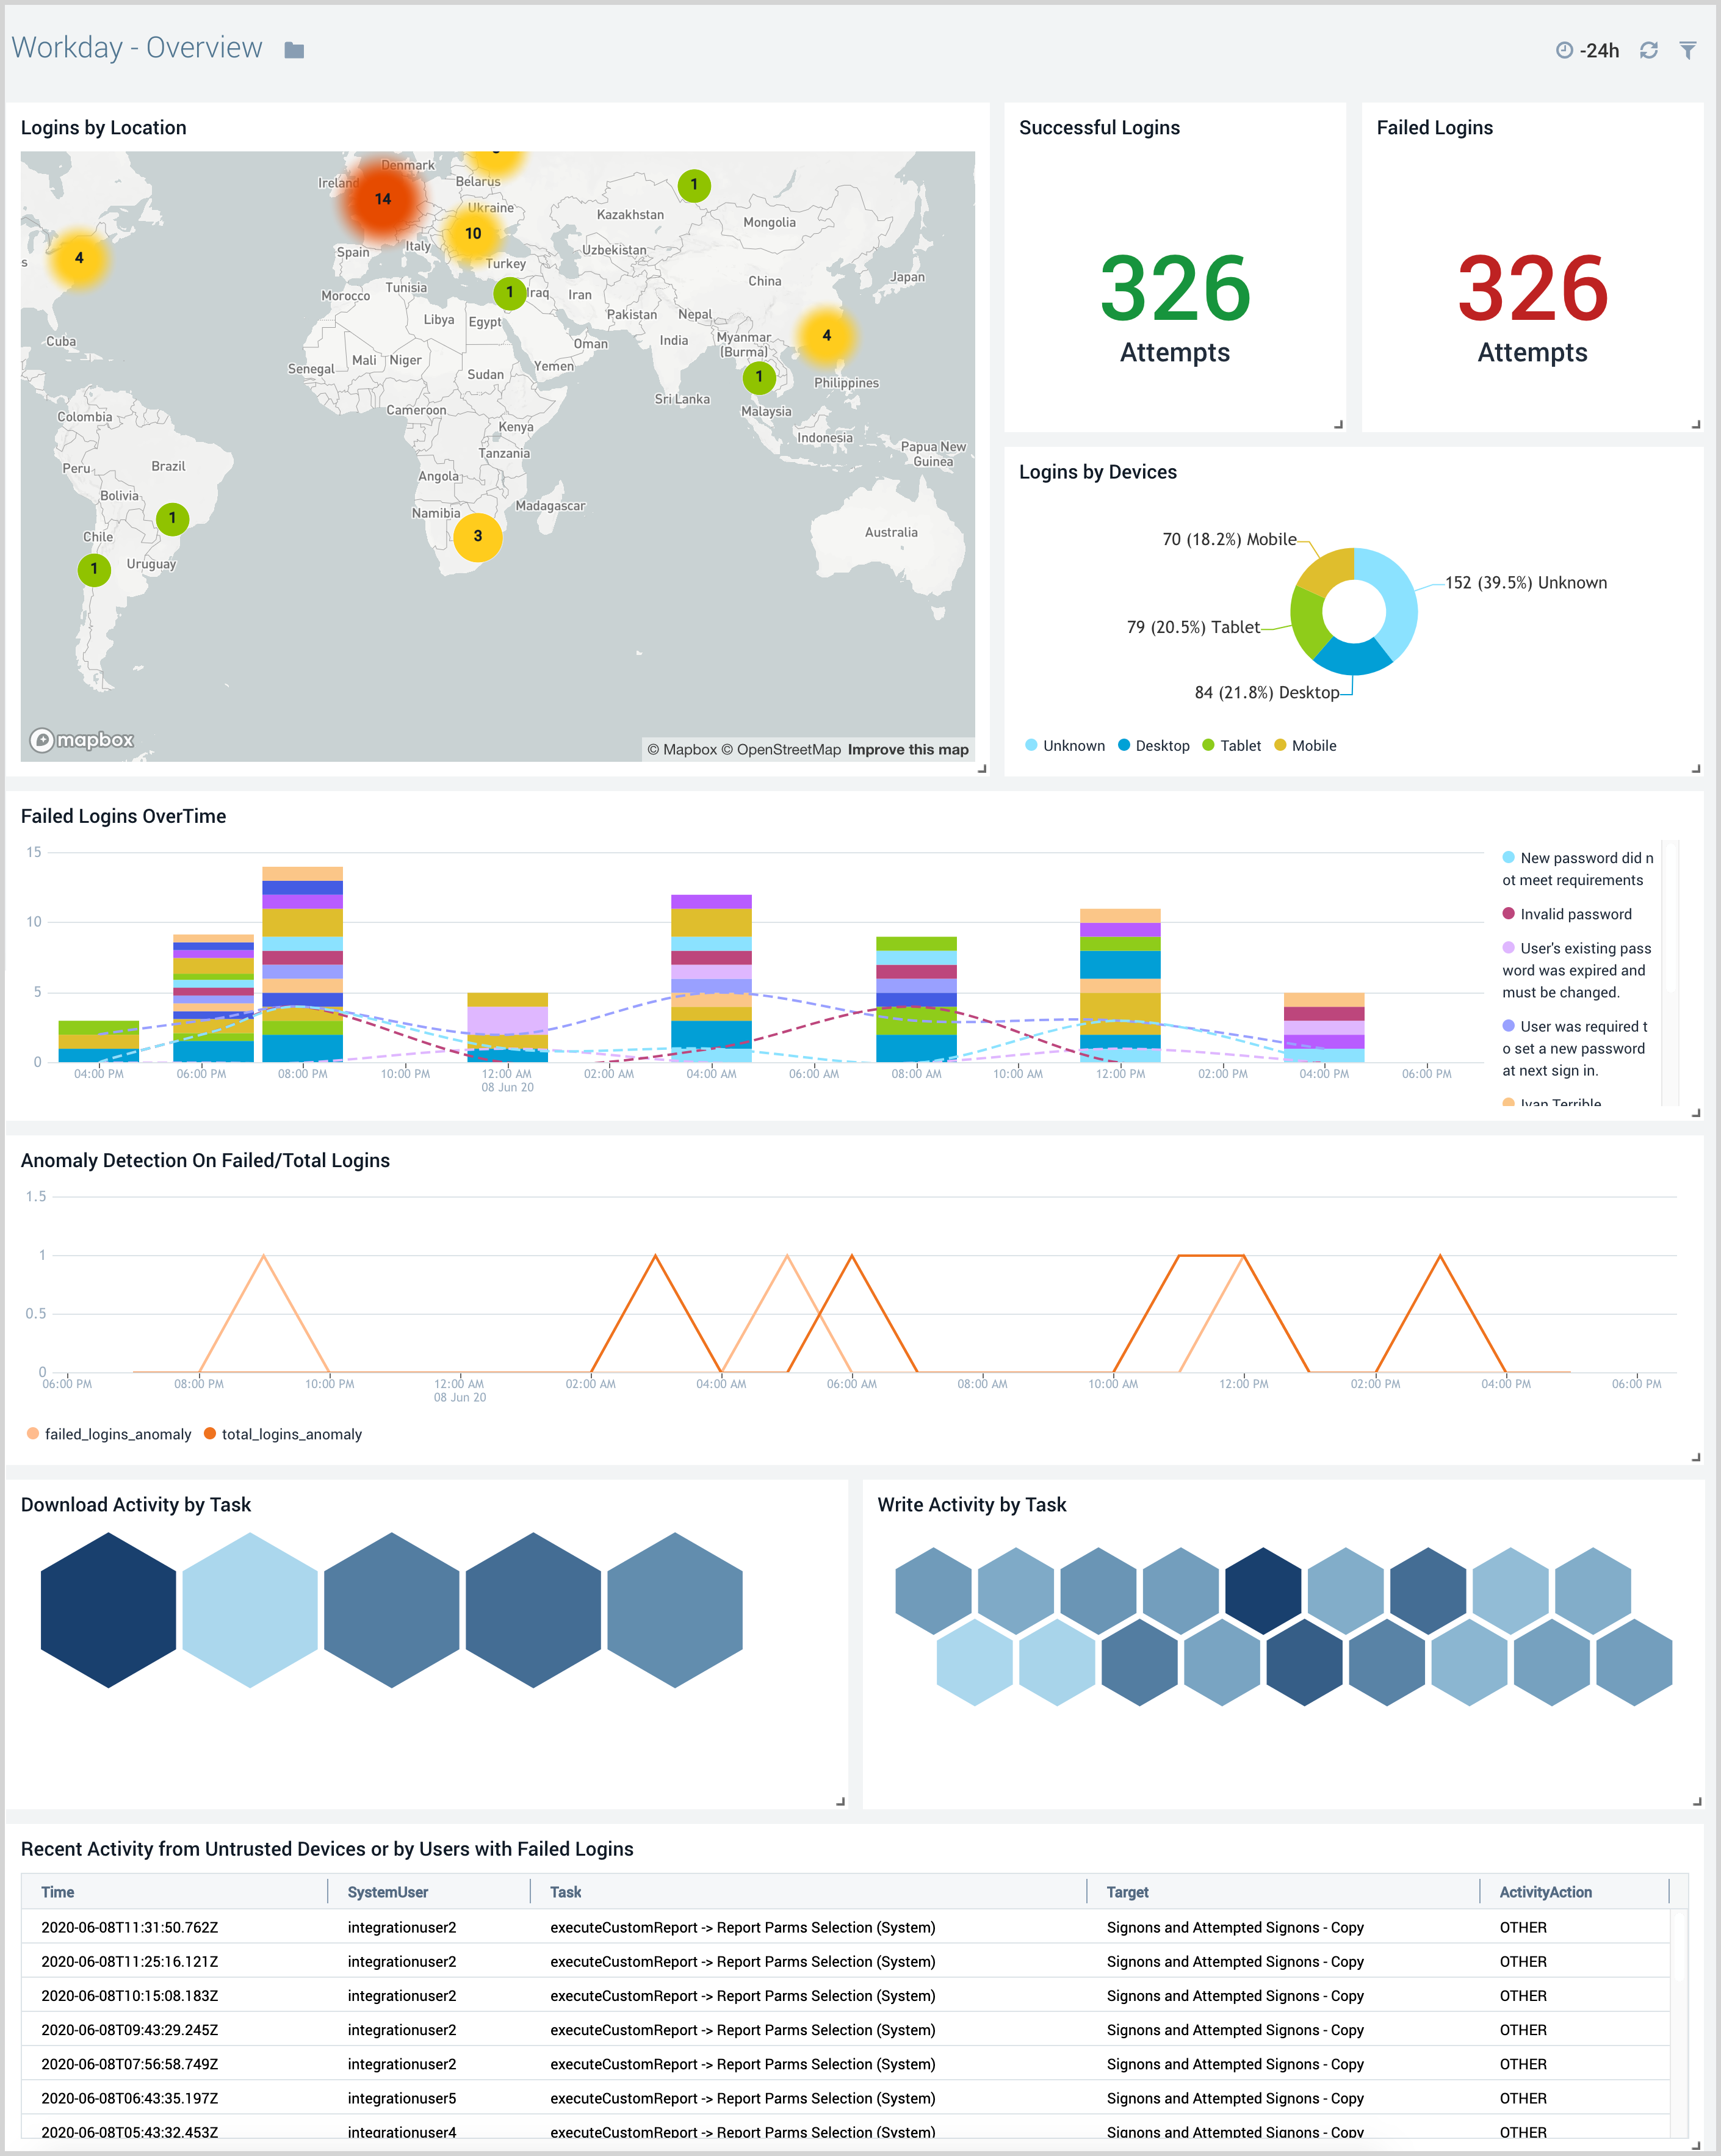 Workday - Overview
-24h
Logins by Location
Denmark
Ireland
14
Belarus
1
Ukraine
Kazakhstan
Mongolia
4
10
Spain
Italy
Uzbekistan
Turkey
Japan
s
Tunisia
China
Morocco
1
Iraq
Iran
Pakistan
Nepal
Libya
Egypt
Cuba
India
Myanmar
(Burma)
4
Oman
Mali
Niger
Senegal
Yemen
Sudan
1
Philippines
Sri Lanka
Malaysia
Colombia
Cameroon
Kenya
Indonesia
Papua New
Guinea
Tanzania
Peru
Brazil
Angola
Bolivia
Madagascar
Namibia
1
Chile
3
Australia
1
Uruguay
mapbox
© Mapbox © OpenStreetMap Improve this map
Successful Logins
326
Attempts
Failed Logins
326
Attempts
Logins by Devices
70 (18.2%) Mobile
152 (39.5%) Unknown
79 (20.5%) Tablet
84 (21.8%) Desktop
Unknown Desktop Tablet Mobile
Failed Logins OverTime
15
10
5
0
04:00 PM 06:00 PM 08:00 PM 10:00 PM 12:00 AM 02:00 AM 04:00 AM 06:00 AM 08:00 AM 10:00 AM 12:00 PM 02:00 PM 04:00 PM 06:00 PM
08 Jun 20
New password did n
ot meet requirements
Invalid password
User's existing pass
word was expired and
must be changed.
User was required t
o set a new password
at next sign in.
Ivan Terrible
Anomaly Detection On Failed/Total Logins
1.5
1
0.5
0
06:00 PM 08:00 PM 10:00 PM 12:00 AM 02:00 AM 04:00 AM 06:00 AM 08:00 AM 10:00 AM 12:00 PM 02:00 PM 04:00 PM 06:00 PM
08 Jun 20
failed_logins_anomaly total_logins_anomaly
Download Activity by Task
Write Activity by Task
Recent Activity from Untrusted Devices or by Users with Failed Logins
Time SystemUser Task Target ActivityAction
2020-06-08T11:31:50.762Z integrationuser2 executeCustomReport -> Report Parms Selection (System) Signons and Attempted Signons - Copy OTHER
2020-06-08T11:25:16.121Z integrationuser2 executeCustomReport -> Report Parms Selection (System) Signons and Attempted Signons - Copy OTHER
2020-06-08T10:15:08.183Z integrationuser2 executeCustomReport -> Report Parms Selection (System) Signons and Attempted Signons - Copy OTHER
2020-06-08T09:43:29.245Z integrationuser2 executeCustomReport -> Report Parms Selection (System) Signons and Attempted Signons - Copy OTHER
2020-06-08T07:56:58.749Z integrationuser2 executeCustomReport -> Report Parms Selection (System) Signons and Attempted Signons - Copy OTHER
2020-06-08T06:43:35.197Z integrationuser5 executeCustomReport -> Report Parms Selection (System) Signons and Attempted Signons - Copy OTHER
2020-06-08T05:43:32.453Z integrationuser4 executeCustomReport -> Report Parms Selection (System) Signons and Attempted Signons - Copy OTHER